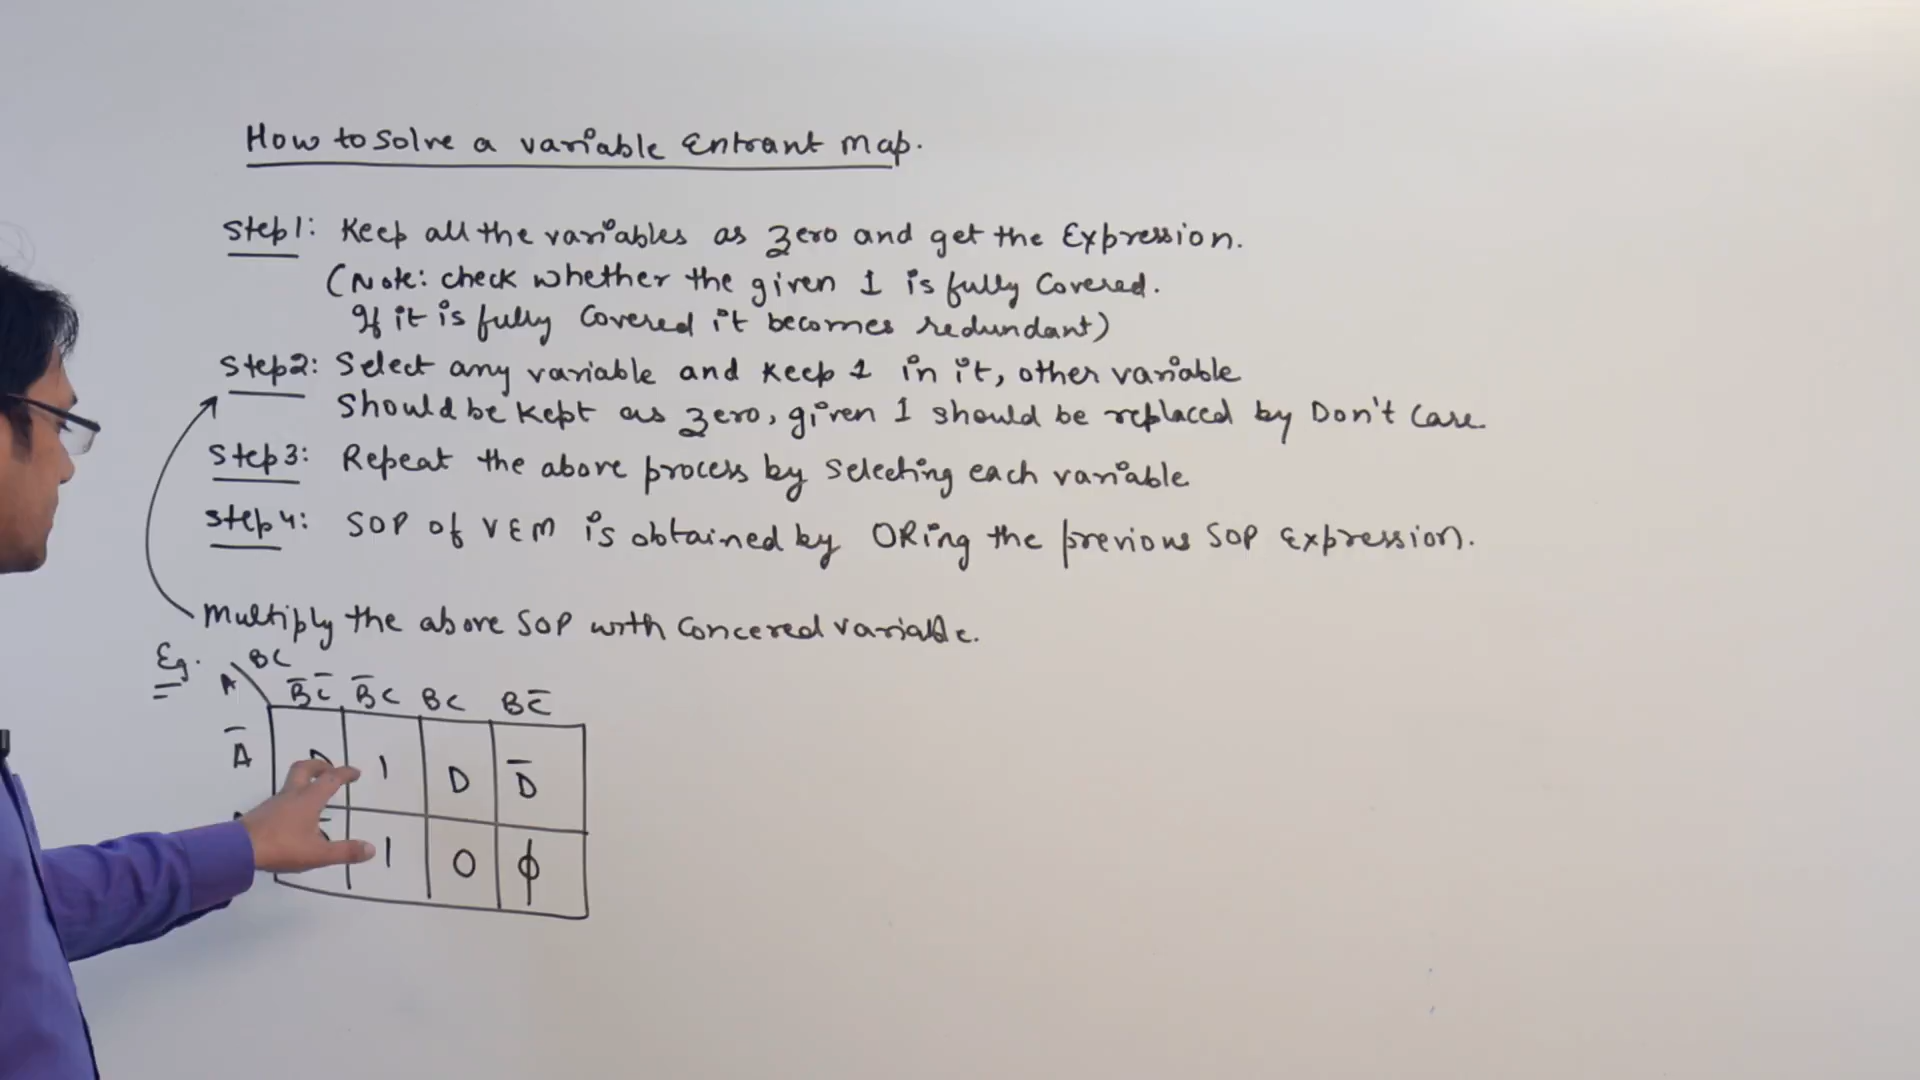 How to solve a variable Entrant map.
Step1: Keep all the variables as zero and get the Expression.
(Note: check whether the given 1 is fully Covered.
If it is fully Covered it becomes redundant)
Step2: Select any variable and Keep 1 in it, other variable
Should be Kept as zero, given 1 should be replaced by Don't Care.
Step3: Repeat the above process by Selecting each variable
Step4: SOP of VEM is obtained by ORing the previous SOP Expression.
Multiply the above SOP with Concered variable.
Eg.
BC
A
B̅C̅ B̅C BC BC̅
A̅ 1 D D̅
1 0 ϕ